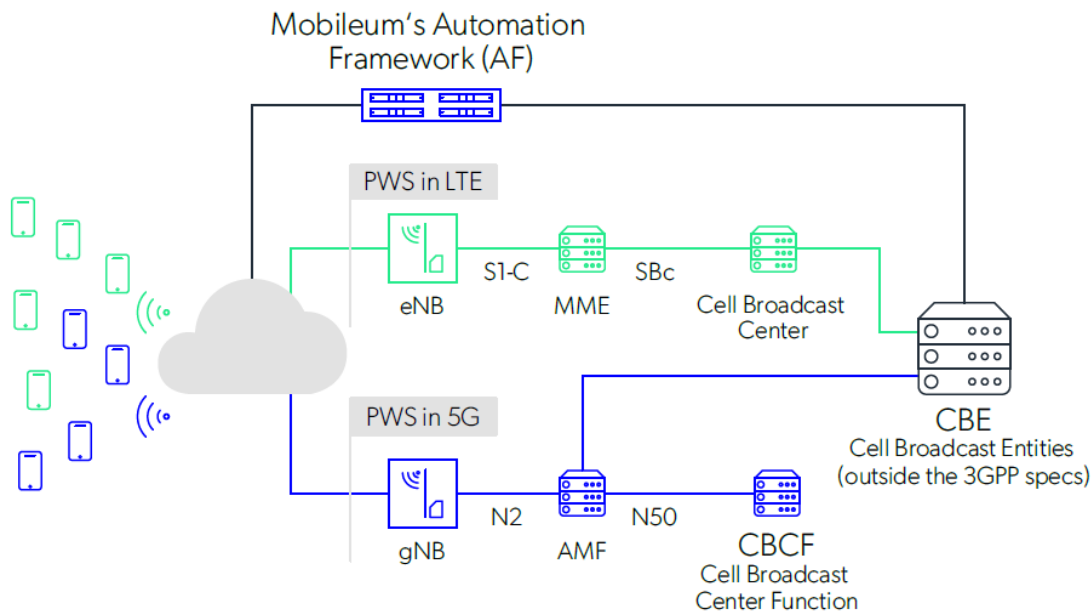 Mobileum‘s Automation
Framework (AF)
PWS in LTE
S1-C
SBc
eNB
MME
Cell Broadcast
Center
PWS in 5G
CBE
Cell Broadcast Entities
(outside the 3GPP specs)
N2
N50
gNB
AMF
CBCF
Cell Broadcast
Center Function